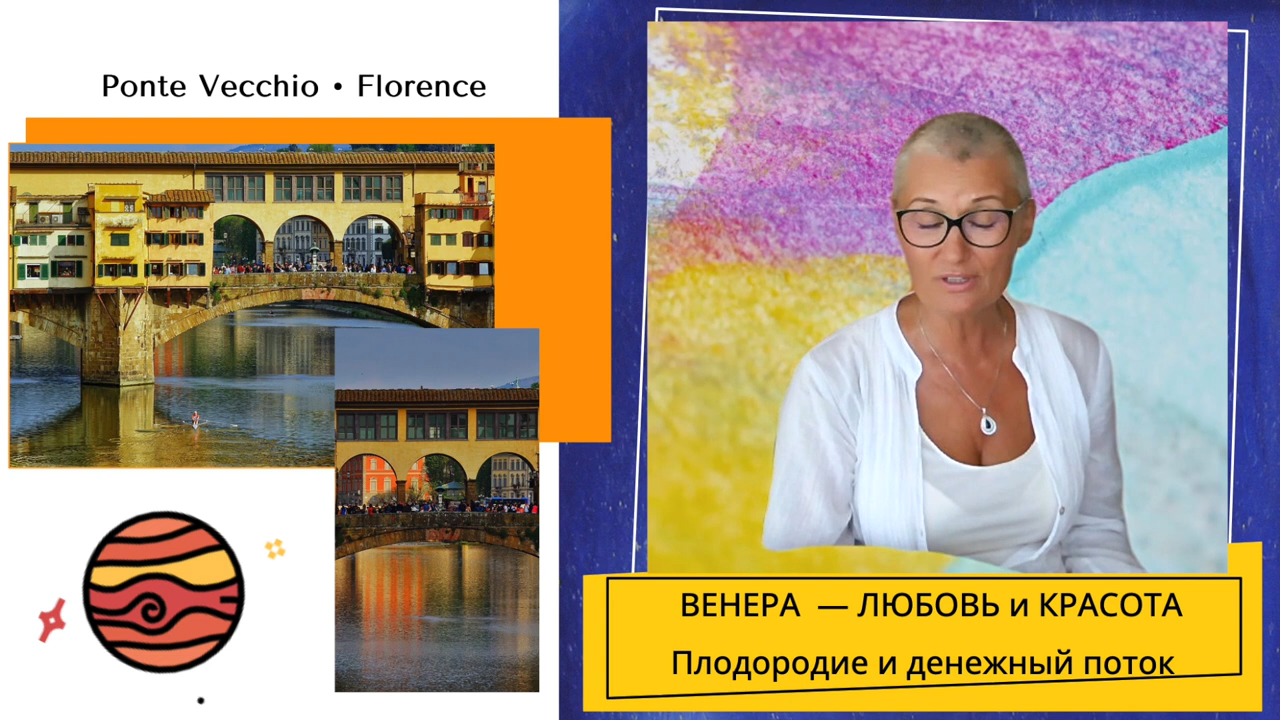 Ponte Vecchio • Florence
ВЕНЕРА — ЛЮБОВЬ и КРАСОТА
Плодородие и денежный поток